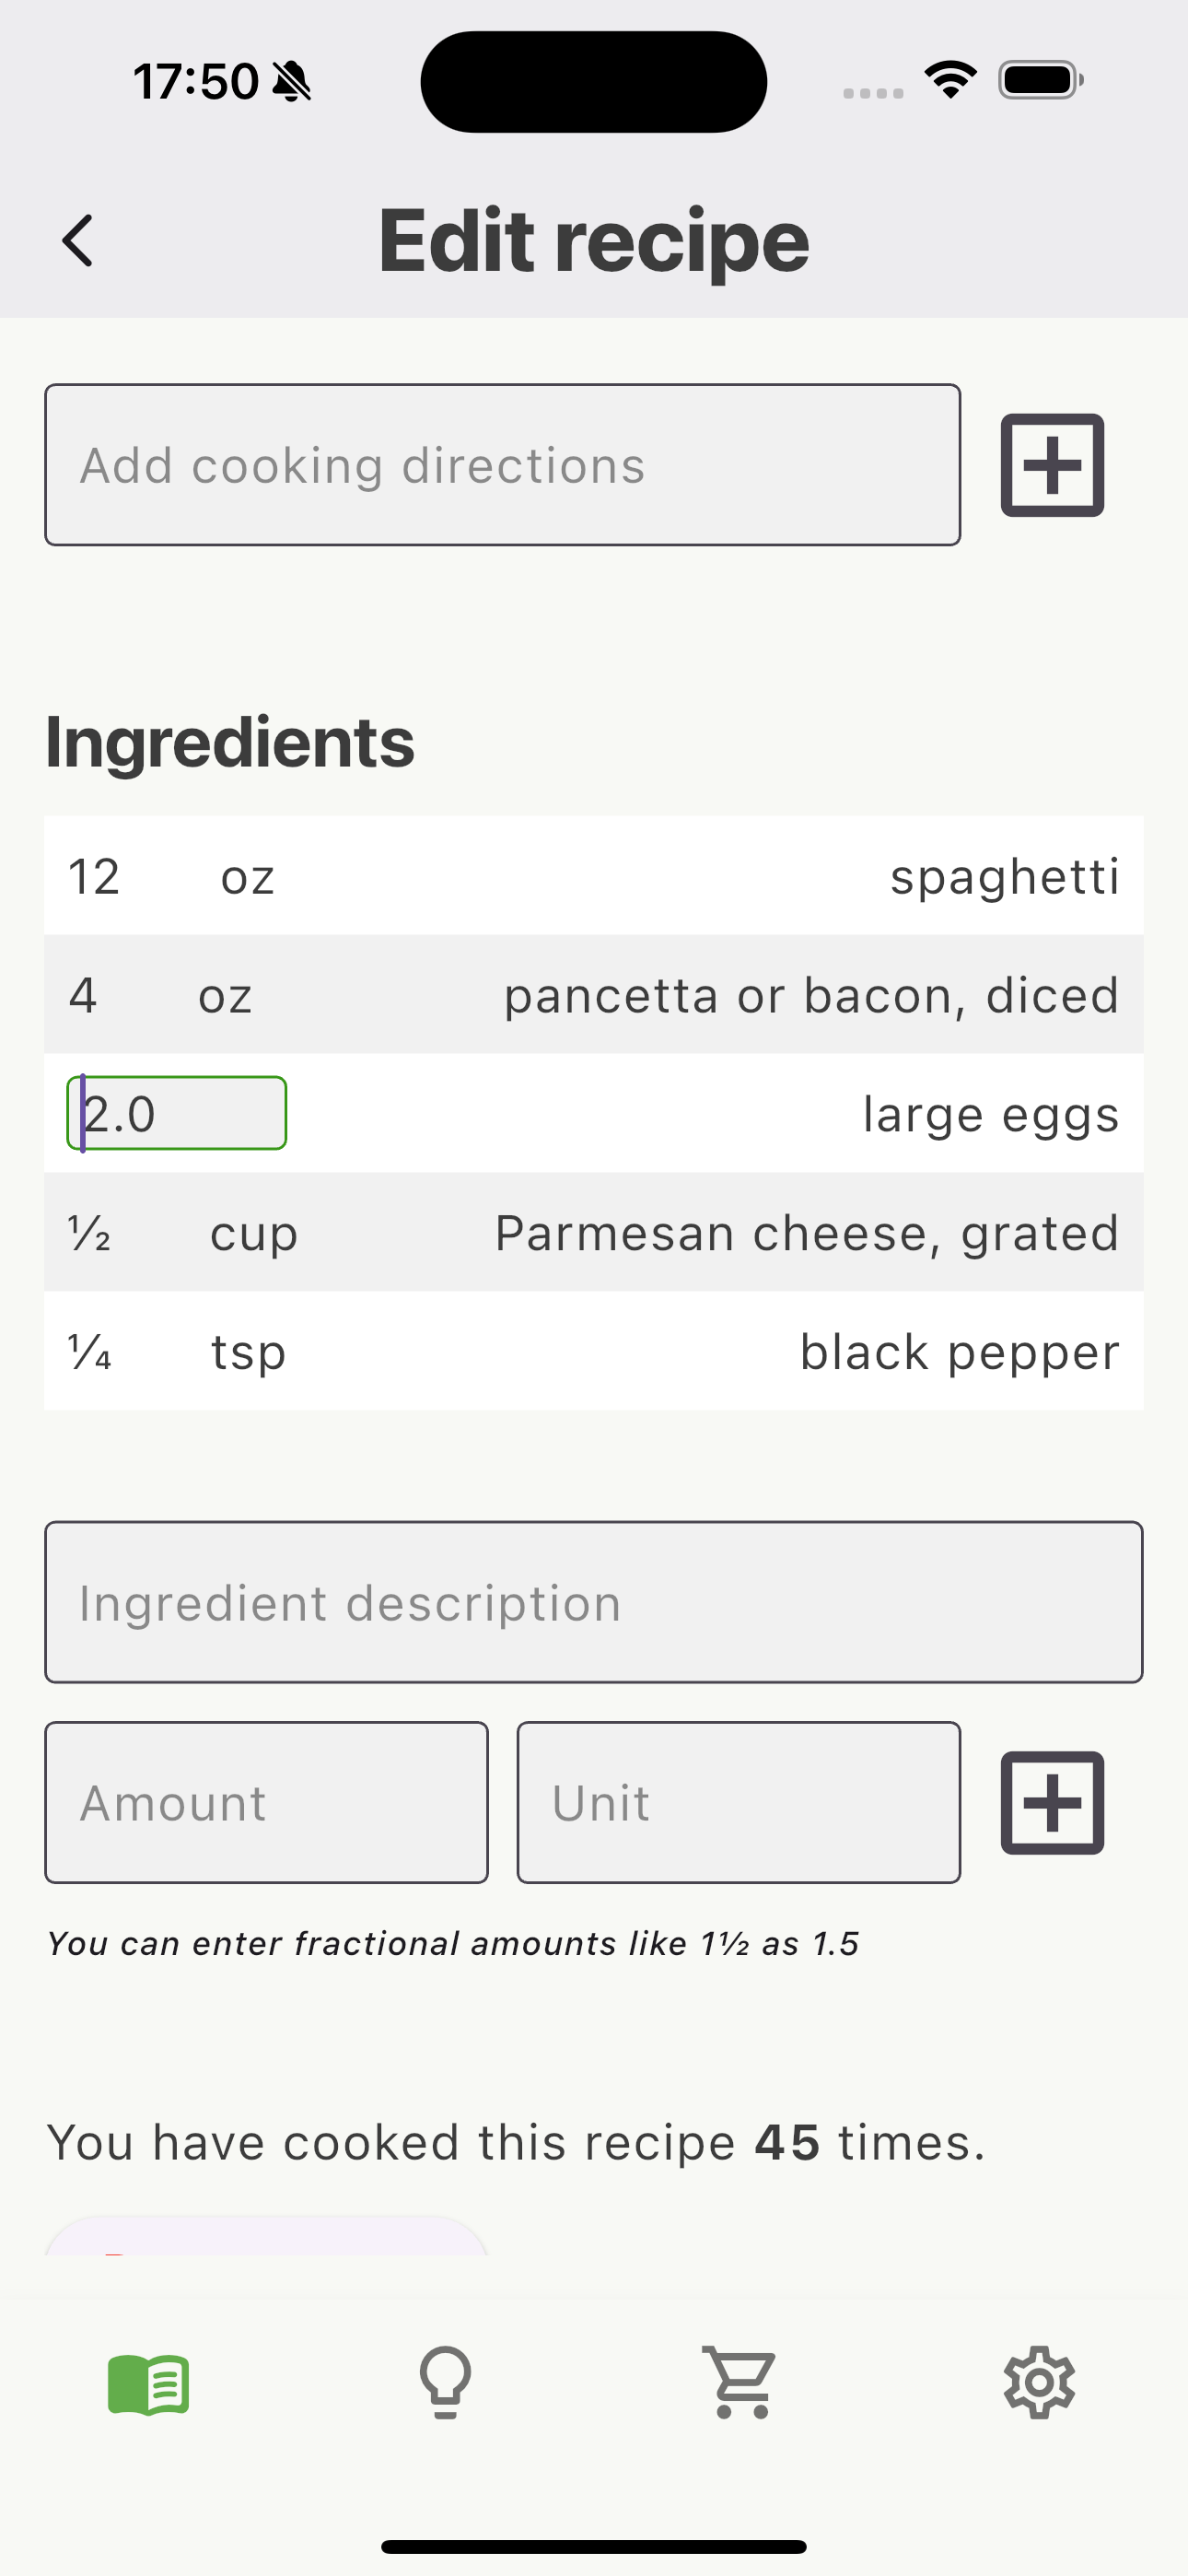 17:50
Edit recipe
Add cooking directions
Ingredients
12 oz spaghetti
4 oz pancetta or bacon, diced
2.0 large eggs
½ cup Parmesan cheese, grated
¼ tsp black pepper
Ingredient description
Amount Unit
You can enter fractional amounts like 1½ as 1.5
You have cooked this recipe 45 times.